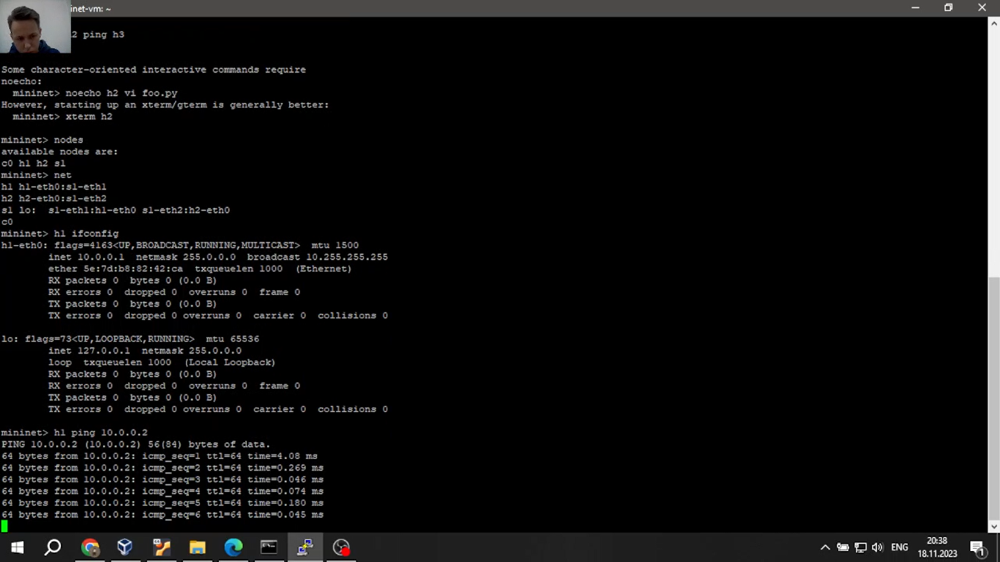 inet-vm: ~
2 ping h3
Some character-oriented interactive commands require
noecho:
mininet> noecho h2 vi foo.py
However, starting up an xterm/gterm is generally better:
mininet> xterm h2
mininet> nodes
available nodes are:
c0 h1 h2 s1
mininet> net
h1 h1-eth0:s1-eth1
h2 h2-eth0:s1-eth2
s1 lo:  s1-eth1:h1-eth0 s1-eth2:h2-eth0
c0
mininet> h1 ifconfig
h1-eth0: flags=4163<UP,BROADCAST,RUNNING,MULTICAST>  mtu 1500
inet 10.0.0.1  netmask 255.0.0.0  broadcast 10.255.255.255
ether 5e:7d:b8:82:42:ca  txqueuelen 1000  (Ethernet)
RX packets 0  bytes 0 (0.0 B)
RX errors 0  dropped 0  overruns 0  frame 0
TX packets 0  bytes 0 (0.0 B)
TX errors 0  dropped 0 overruns 0  carrier 0  collisions 0
lo: flags=73<UP,LOOPBACK,RUNNING>  mtu 65536
inet 127.0.0.1  netmask 255.0.0.0
loop  txqueuelen 1000  (Local Loopback)
RX packets 0  bytes 0 (0.0 B)
RX errors 0  dropped 0  overruns 0  frame 0
TX packets 0  bytes 0 (0.0 B)
TX errors 0  dropped 0 overruns 0  carrier 0  collisions 0
mininet> h1 ping 10.0.0.2
PING 10.0.0.2 (10.0.0.2) 56(84) bytes of data.
64 bytes from 10.0.0.2: icmp_seq=1 ttl=64 time=4.08 ms
64 bytes from 10.0.0.2: icmp_seq=2 ttl=64 time=0.269 ms
64 bytes from 10.0.0.2: icmp_seq=3 ttl=64 time=0.046 ms
64 bytes from 10.0.0.2: icmp_seq=4 ttl=64 time=0.074 ms
64 bytes from 10.0.0.2: icmp_seq=5 ttl=64 time=0.180 ms
64 bytes from 10.0.0.2: icmp_seq=6 ttl=64 time=0.045 ms
ENG
20:38
18.11.2023
1